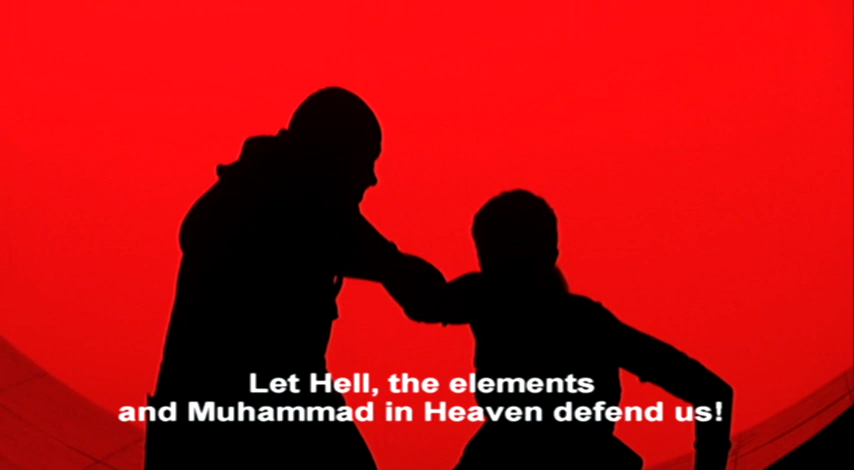 Let Hell, the elements
and Muhammad in Heaven defend us!